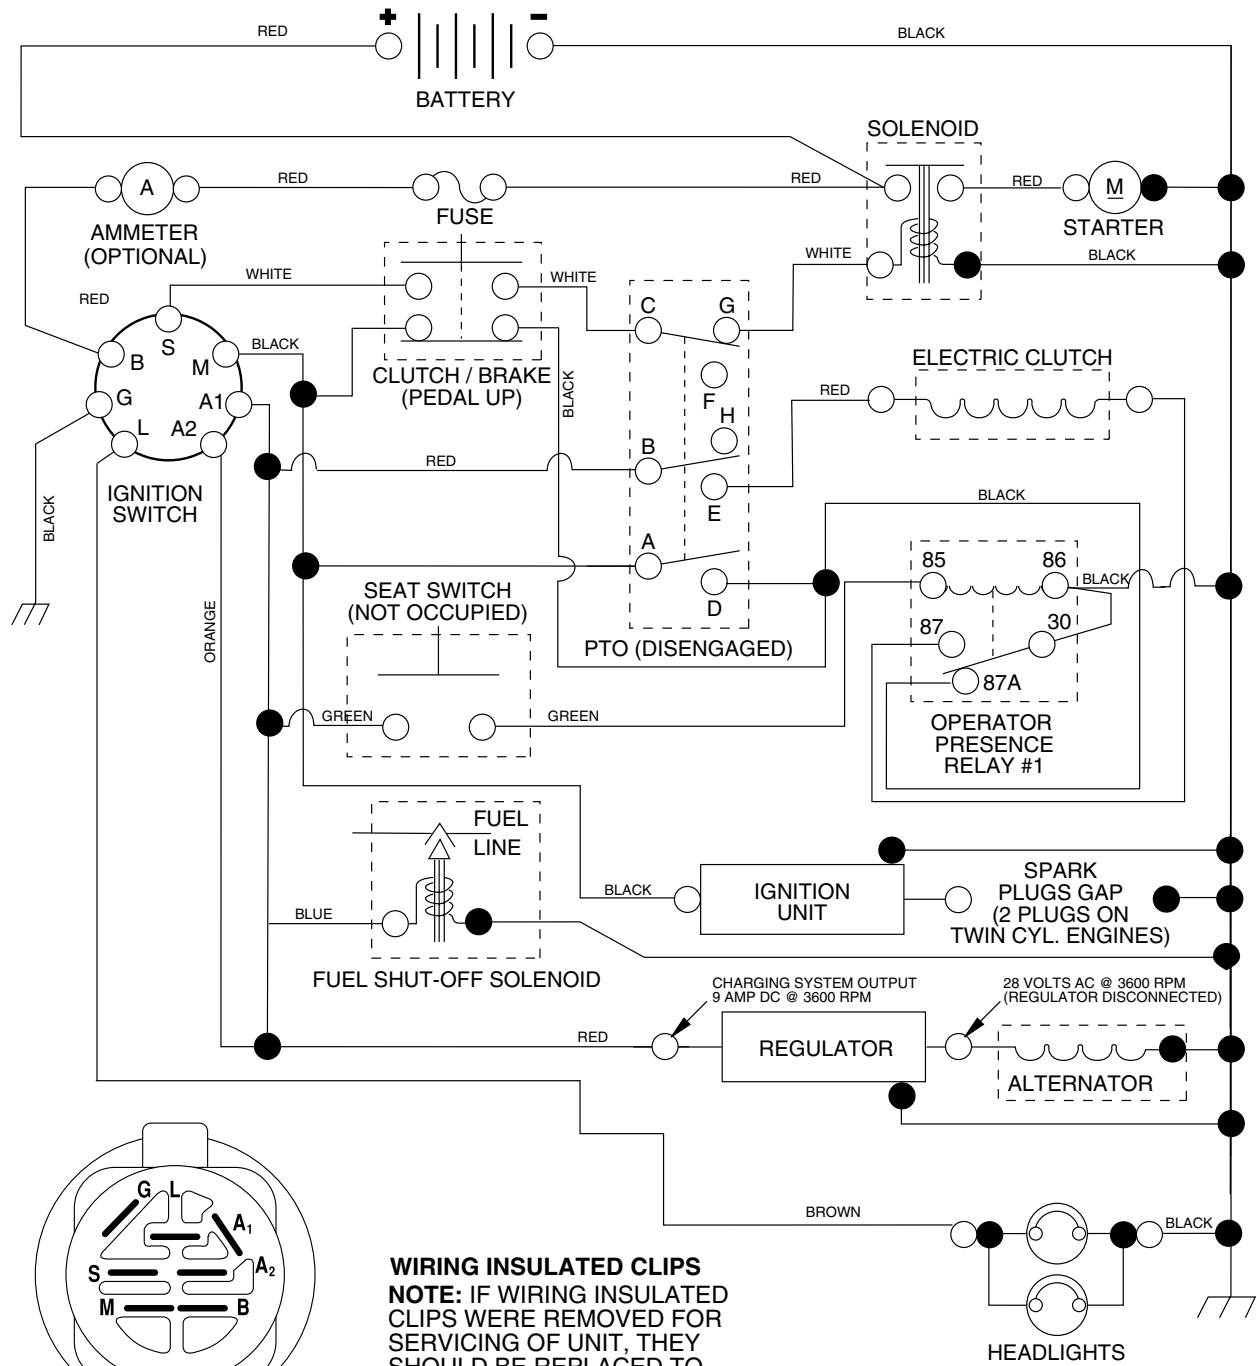 + -
RED
BLACK
BATTERY
SOLENOID
A
RED
RED
RED
M
FUSE
STARTER
AMMETER
(OPTIONAL)
WHITE
WHITE
WHITE
BLACK
RED
C G
S
B
M
BLACK
ELECTRIC CLUTCH
CLUTCH / BRAKE
(PEDAL UP)
BLACK
RED
G
A1
F
H
L
A2
B
RED
IGNITION
SWITCH
BLACK
E
BLACK
A
85 86
SEAT SWITCH
(NOT OCCUPIED)
BLACK
D
ORANGE
87
30
PTO (DISENGAGED)
87A
GREEN
GREEN
OPERATOR
PRESENCE
RELAY #1
FUEL
LINE
SPARK
PLUGS GAP
(2 PLUGS ON
TWIN CYL. ENGINES)
BLACK
IGNITION
UNIT
BLUE
FUEL SHUT-OFF SOLENOID
CHARGING SYSTEM OUTPUT
9 AMP DC @ 3600 RPM
28 VOLTS AC @ 3600 RPM
(REGULATOR DISCONNECTED)
RED
REGULATOR
ALTERNATOR
G L
A1
S
A2
M
B
BROWN
BLACK
HEADLIGHTS
WIRING INSULATED CLIPS
NOTE: IF WIRING INSULATED
CLIPS WERE REMOVED FOR
SERVICING OF UNIT, THEY
SHOULD BE REPLACED TO